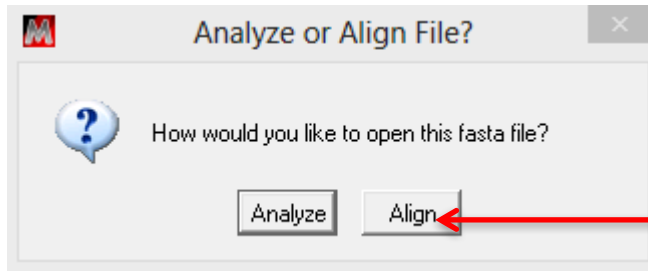 Analyze or Align File?
How would you like to open this fasta file?
Analyze Align